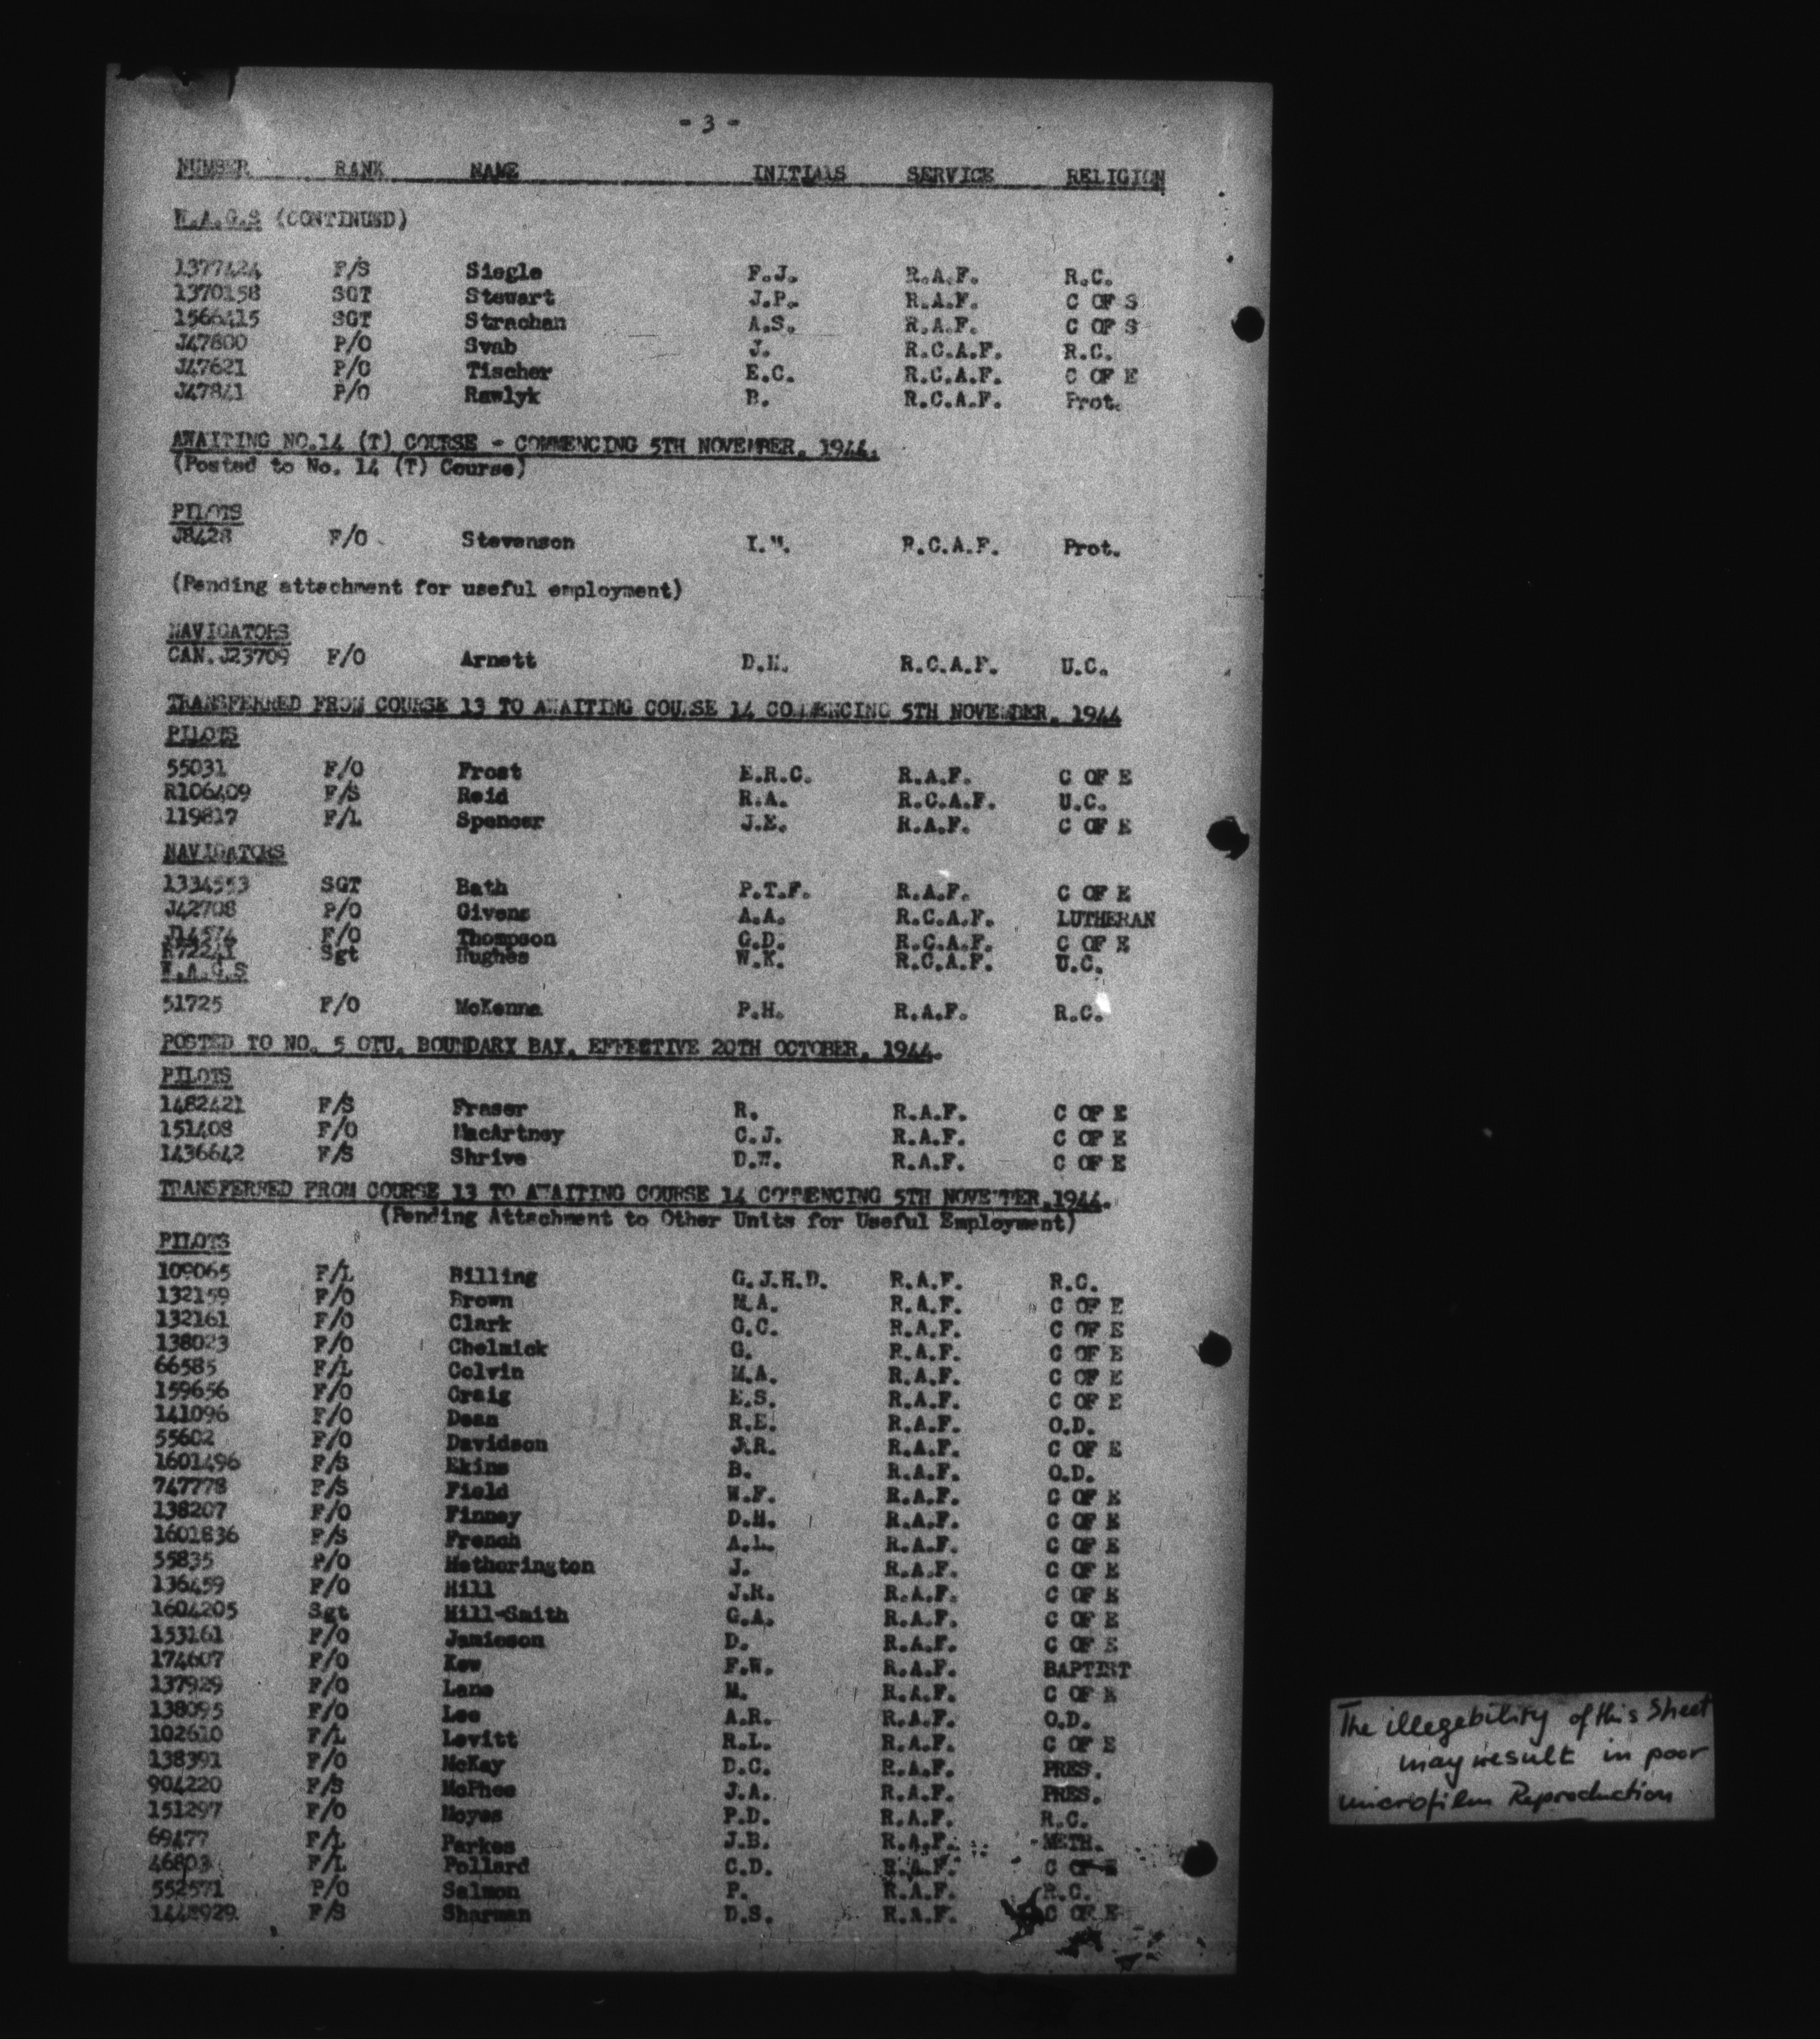 - 3 -
NUMBER RANK NAME INITIALS SERVICE RELIGION
W.A.G.S (CONTINUED)
1377424 F/S Siegle F.J. R.A.F. R.C.
1370158 SGT Stewart J.P. R.A.F. C OF S
1566415 SGT Strachan A.S. R.A.F. C OF S
J47800 P/O Svab J. R.C.A.F. R.C.
J47621 P/O Tischer E.C. R.C.A.F. C OF E
J47841 P/O Rawlyk B. R.C.A.F. Prot.
AWAITING NO.14 (T) COURSE - COMMENCING 5TH NOVEMBER, 1944.
(Posted to No. 14 (T) Course)
PILOTS
J8428 F/O Stevenson I. R.C.A.F. Prot.
(Pending attachment for useful employment)
NAVIGATORS
CAN.J23709 F/O Arnett R.C.A.F. U.C.
TRANSFERRED FROM COURSE 13 TO AWAITING COURSE 14 COMMENCING 5TH NOVEMBER, 1944
PILOTS
55031 F/O Frost E.R.C. R.A.F. C OF E
R106409 F/S Reid R.A. R.C.A.F. U.C.
119817 F/L Spencer J.E. R.A.F. C OF E
NAVIGATORS
1334553 SGT Bath P.T.F. R.A.F. C OF E
J42708 P/O Givens A.A. R.C.A.F. LUTHERAN
J14574 F/O Thompson G.D. R.C.A.F. C OF E
R72241 Sgt Hughes W.K. R.C.A.F. U.C.
W.A.G.S
51725 F/O McKenna P.H. R.A.F. R.C.
POSTED TO NO. 5 OTU, BOUNDARY BAY, EFFECTIVE 20TH OCTOBER, 1944.
PILOTS
1482421 F/S Fraser R. R.A.F. C OF E
151408 F/O MacArtney C.J. R.A.F. C OF E
1436642 F/S Shrive D.W. R.A.F. C OF E
TRANSFERRED FROM COURSE 13 TO AWAITING COURSE 14 COMMENCING 5TH NOVEMBER,1944.
(Pending Attachment to Other Units for Useful Employment)
PILOTS
109065 F/L Billing G.J.H.D. R.A.F. R.C.
132159 F/O Brown M.A. R.A.F. C OF E
132161 F/O Clark G.C. R.A.F. C OF E
138023 F/O Chelmick G. R.A.F. C OF E
66585 F/L Colvin M.A. R.A.F. C OF E
159656 F/O Craig E.S. R.A.F. C OF E
141096 F/O Dean R.E. R.A.F. O.D.
55602 F/O Davidson J.R. R.A.F. C OF E
1601496 F/S Ekins B. R.A.F. O.D.
747778 F/S Field W.F. R.A.F. C OF E
138207 F/O Finney D.H. R.A.F. C OF E
1601836 F/S French A.L. R.A.F. C OF E
55835 P/O Hetherington J. R.A.F. C OF E
136459 F/O Hill J.R. R.A.F. C OF E
1604205 Sgt Hill-Smith G.A. R.A.F. C OF E
153161 F/O Jamieson D. R.A.F. C OF E
174607 F/O Kew F.W. R.A.F. BAPTIST
137929 F/O Lane M. R.A.F. C OF E
138095 F/O Lee A.R. R.A.F. O.D.
102610 F/L Levitt R.L. R.A.F. C OF E
138391 F/O McKay D.C. R.A.F. PRES.
904220 F/S McPhee J.A. R.A.F. PRES.
151297 F/O Noyes P.D. R.A.F. R.C.
69477 F/L Parkes J.B. R.A.F. METH.
46803 F/L Pollard C.D. R.A.F. C OF E
552571 P/O Salmon P. R.A.F. R.C.
F/S Sharman D.S. R.A.F. C OF E
The illegebility of this Sheet
may result in poor
microfilm Reproduction